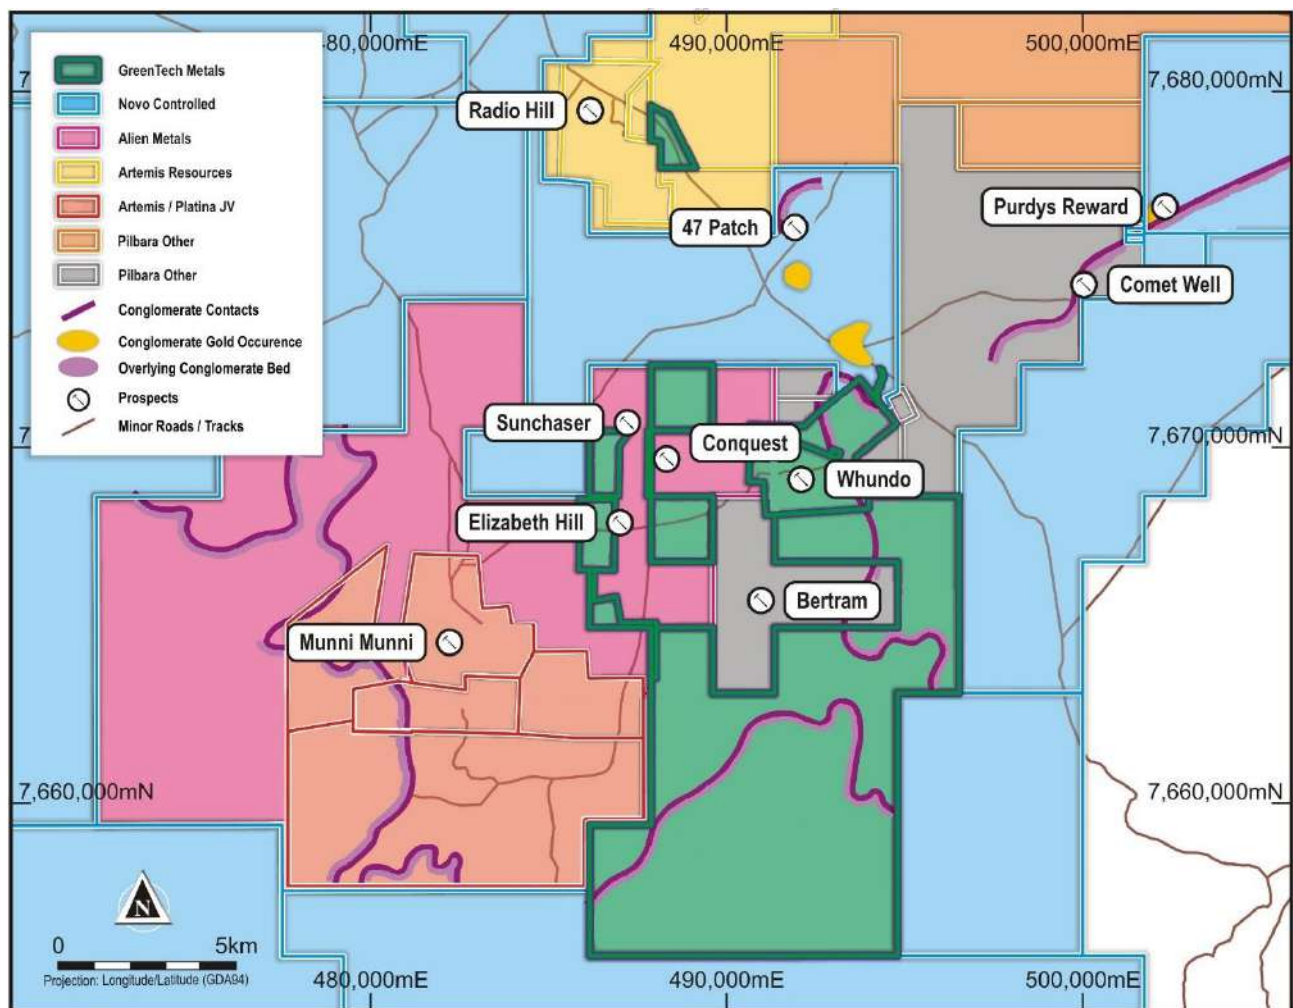 480,000mE
490,000mE
500,000mE
7,680,000mN
GreenTech Metals
Novo Controlled
Alien Metals
Artemis Resources
Artemis / Platina JV
Pilbara Other
Pilbara Other
Conglomerate Contacts
Conglomerate Gold Occurence
Overlying Conglomerate Bed
Prospects
Minor Roads / Tracks
Radio Hill
47 Patch
Purdys Reward
Comet Well
Sunchaser
Conquest
7,670,000mN
Whundo
Elizabeth Hill
Bertram
Munni Munni
7,660,000mN
7,660,000mN
N
0 5km
Projection: Longitude/Latitude (GDA94)
480,000mE
490,000mE
500,000mE